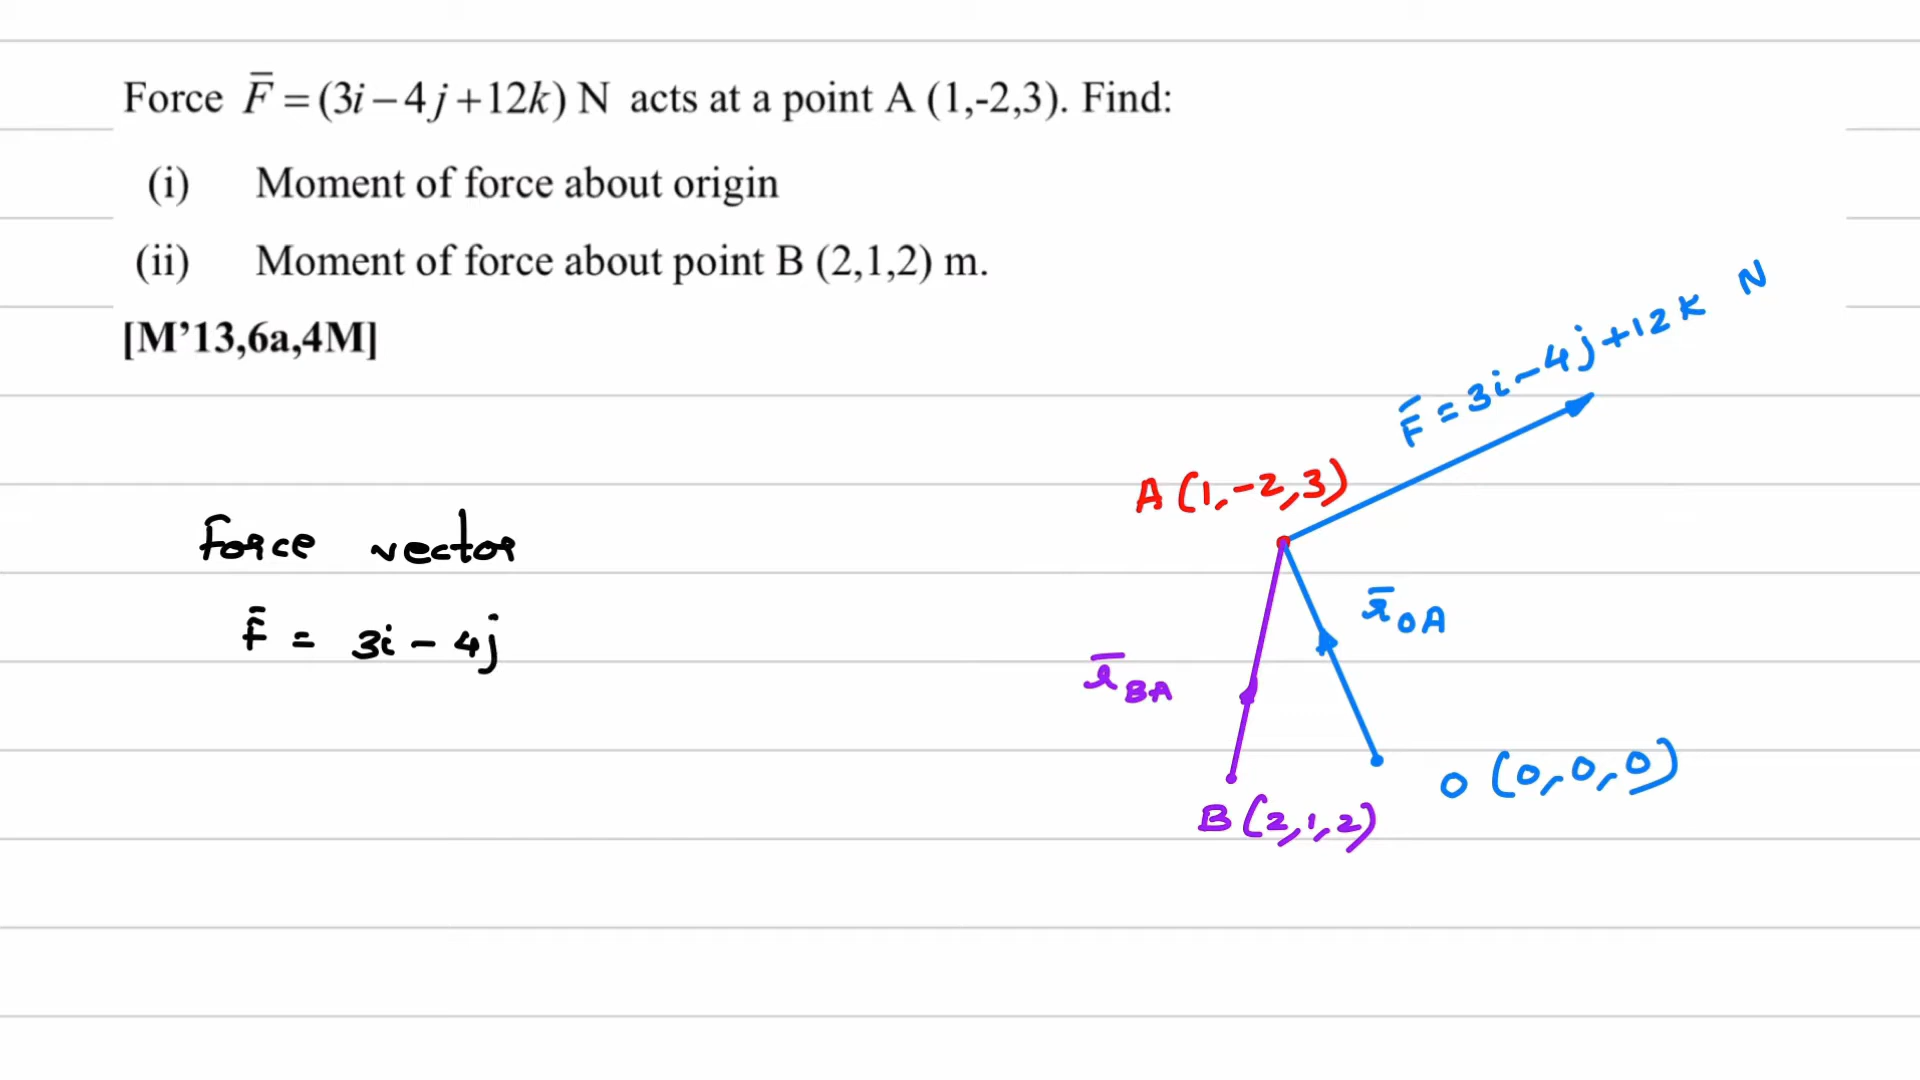 Force F̅ = (3i − 4j + 12k) N acts at a point A (1,-2,3). Find:
(i) Moment of force about origin
(ii) Moment of force about point B (2,1,2) m.
[M’13,6a,4M]
F̅ = 3i − 4j + 12k N
A (1,-2,3)
Force vector
r̅ OA
F̅ = 3i − 4j
r̅ BA
O (0,0,0)
B (2,1,2)